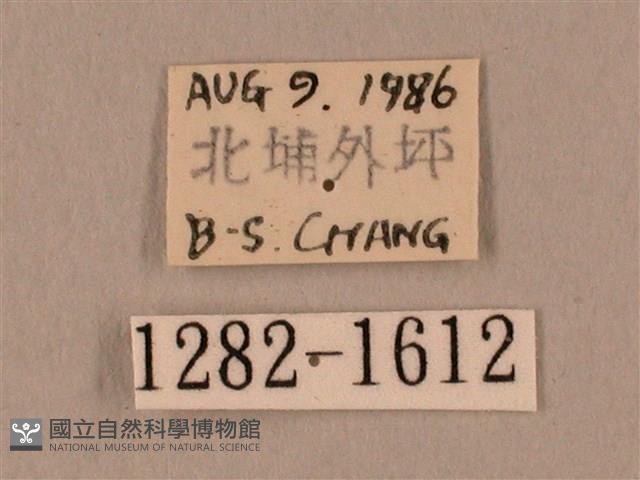 AUG 9. 1986
北埔外坪
B-S. CHANG
1282-1612
國立自然科學博物館
NATIONAL MUSEUM OF NATURAL SCIENCE